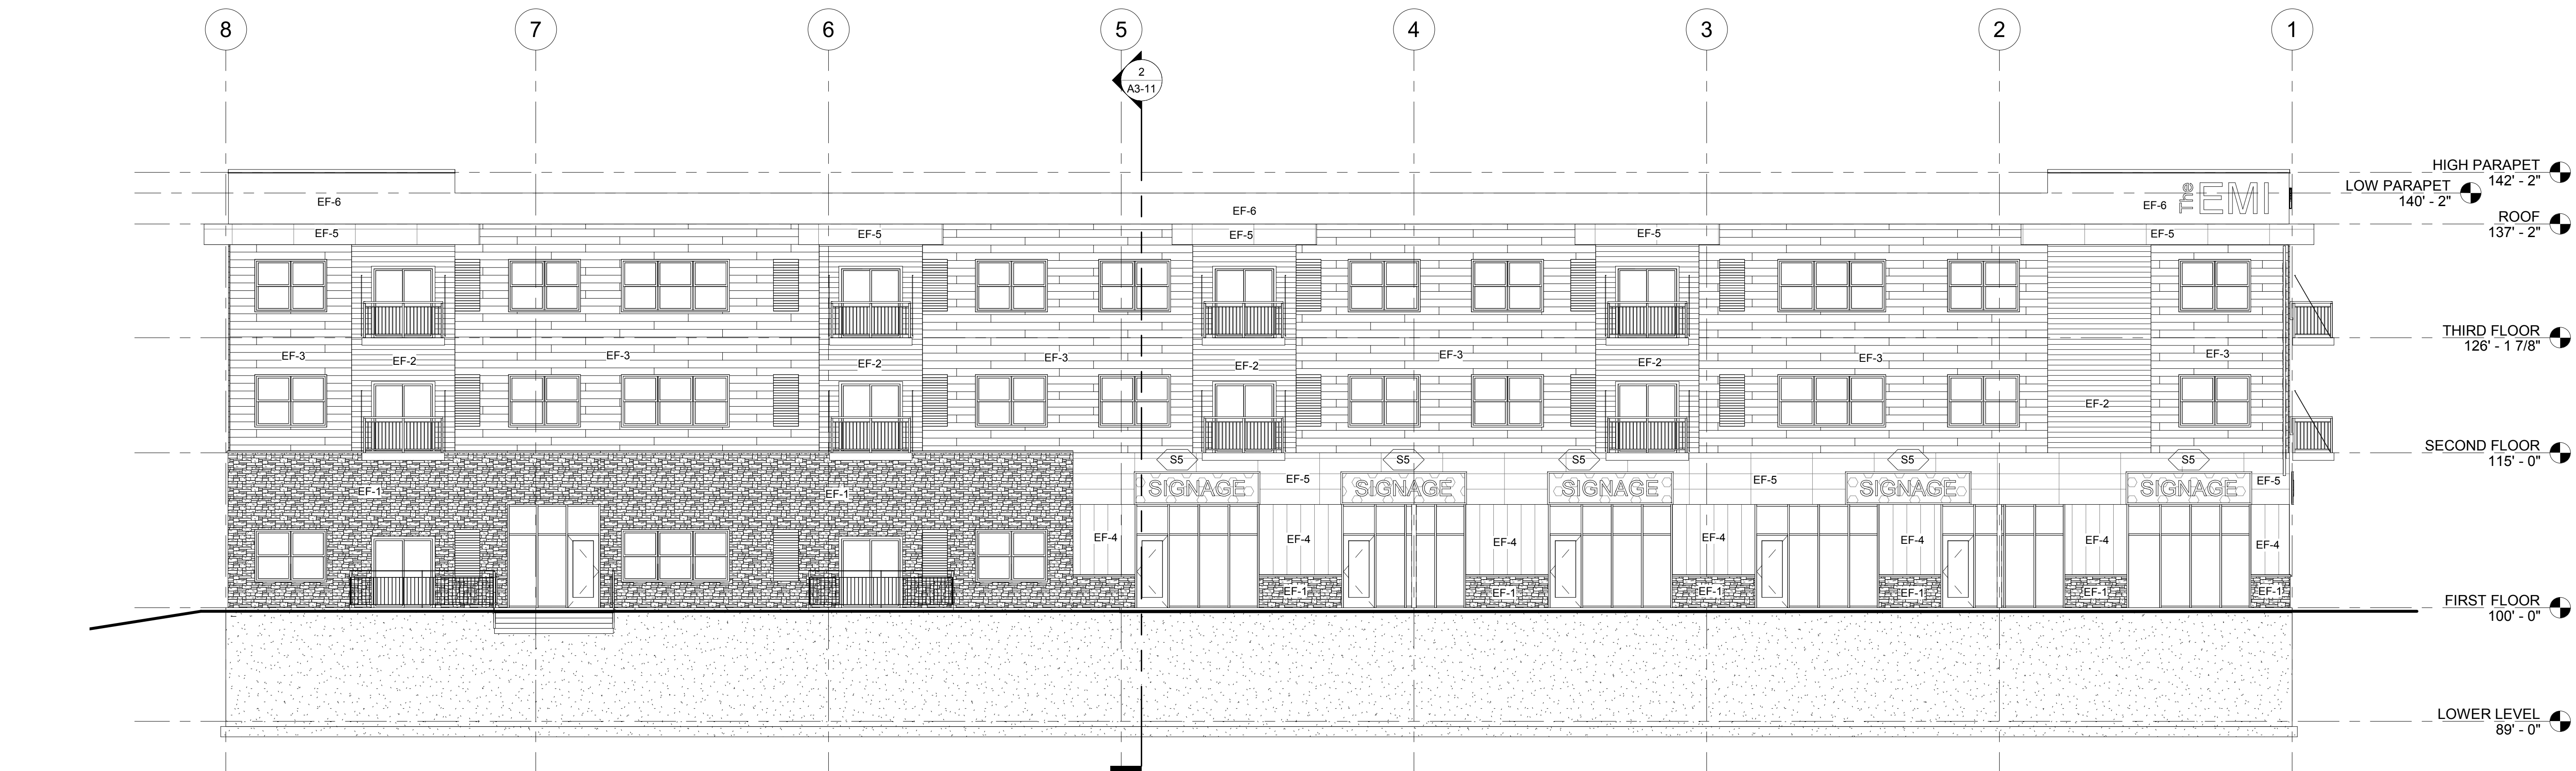 8
7
6
5
4
3
2
1
2
A3-11
HIGH PARAPET
142' - 2"
LOW PARAPET
140' - 2"
EF-6
EF-6
EF-6
The EMI
ROOF
137' - 2"
EF-5
EF-5
EF-5
EF-5
EF-5
THIRD FLOOR
126' - 1 7/8"
EF-3
EF-2
EF-3
EF-2
EF-3
EF-2
EF-3
EF-2
EF-3
EF-2
EF-3
SECOND FLOOR
115' - 0"
S5
S5
S5
S5
S5
EF-5
EF-5
EF-5
SIGNAGE
SIGNAGE
SIGNAGE
SIGNAGE
SIGNAGE
EF-1
EF-1
EF-4
EF-4
EF-4
EF-4
EF-4
EF-4
EF-4
EF-1
EF-1
EF-1
EF-1
EF-1
EF-1
FIRST FLOOR
100' - 0"
LOWER LEVEL
89' - 0"